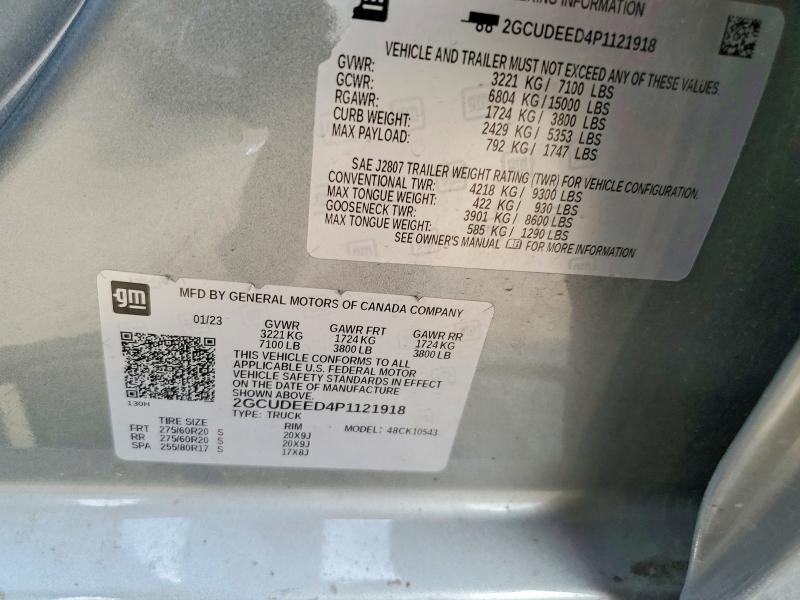 INFORMATION
2GCUDEED4P1121918
VEHICLE AND TRAILER MUST NOT EXCEED ANY OF THESE VALUES.
GVWR: 3221 KG/ 7100 LBS
GCWR: 6804 KG/15000 LBS
RGAWR: 1724 KG/ 3800 LBS
CURB WEIGHT: 2429 KG/ 5353 LBS
MAX PAYLOAD: 792 KG/ 1747 LBS
SAE J2807 TRAILER WEIGHT RATING (TWR) FOR VEHICLE CONFIGURATION.
CONVENTIONAL TWR: 4218 KG/ 9300 LBS
MAX TONGUE WEIGHT: 422 KG/ 930 LBS
GOOSENECK TWR: 3901 KG/ 8600 LBS
MAX TONGUE WEIGHT: 585 KG/ 1290 LBS
SEE OWNER'S MANUAL FOR MORE INFORMATION
gm
MFD BY GENERAL MOTORS OF CANADA COMPANY
01/23 GVWR GAWR FRT GAWR RR
3221 KG 1724 KG 1724 KG
7100 LB 3800 LB 3800 LB
THIS VEHICLE CONFORMS TO ALL
APPLICABLE U.S. FEDERAL MOTOR
VEHICLE SAFETY STANDARDS IN EFFECT
ON THE DATE OF MANUFACTURE
SHOWN ABOVE.
130H
2GCUDEED4P1121918
TYPE: TRUCK
MODEL: 48CK10543
TIRE SIZE RIM
FRT 275/60R20 S 20X9J
RR 275/60R20 S 20X9J
SPA 255/80R17 S 17X8J